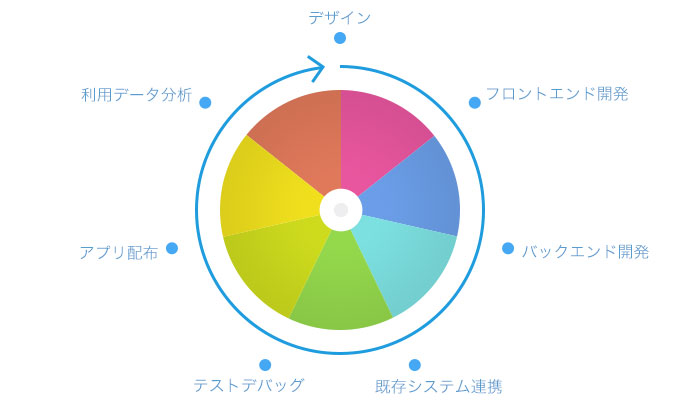 デザイン
フロントエンド開発
バックエンド開発
既存システム連携
テストデバッグ
アプリ配布
利用データ分析